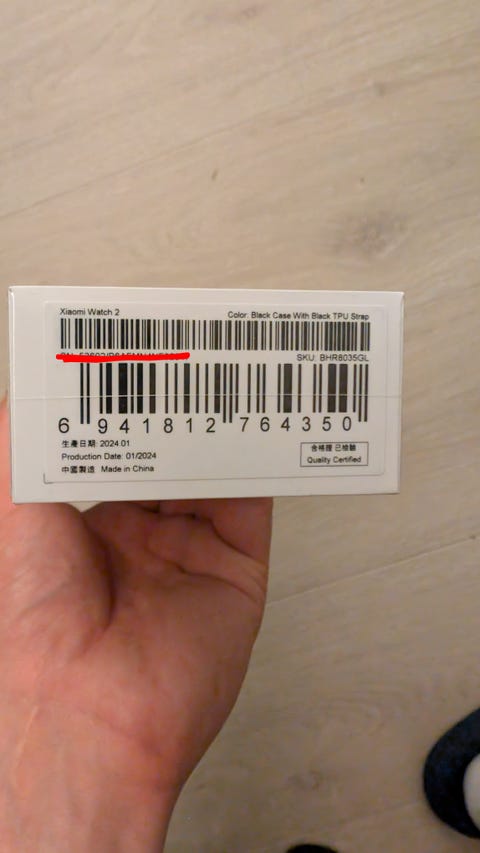 Xiaomi Watch 2
Color: Black Case With Black TPU Strap
SKU: BHR8035GL
6 941812 764350
生產日期: 2024.01
Production Date: 01/2024
中國製造 Made in China
合格證 已檢驗
Quality Certified